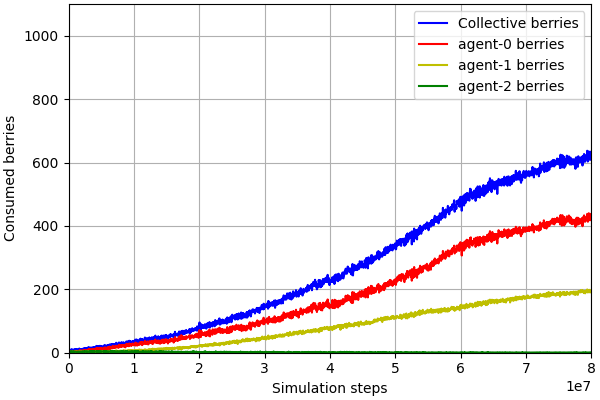 Collective berries
agent-0 berries
agent-1 berries
agent-2 berries
1000
800
600
400
200
0
Consumed berries
0 1 2 3 4 5 6 7 8
1e7
Simulation steps